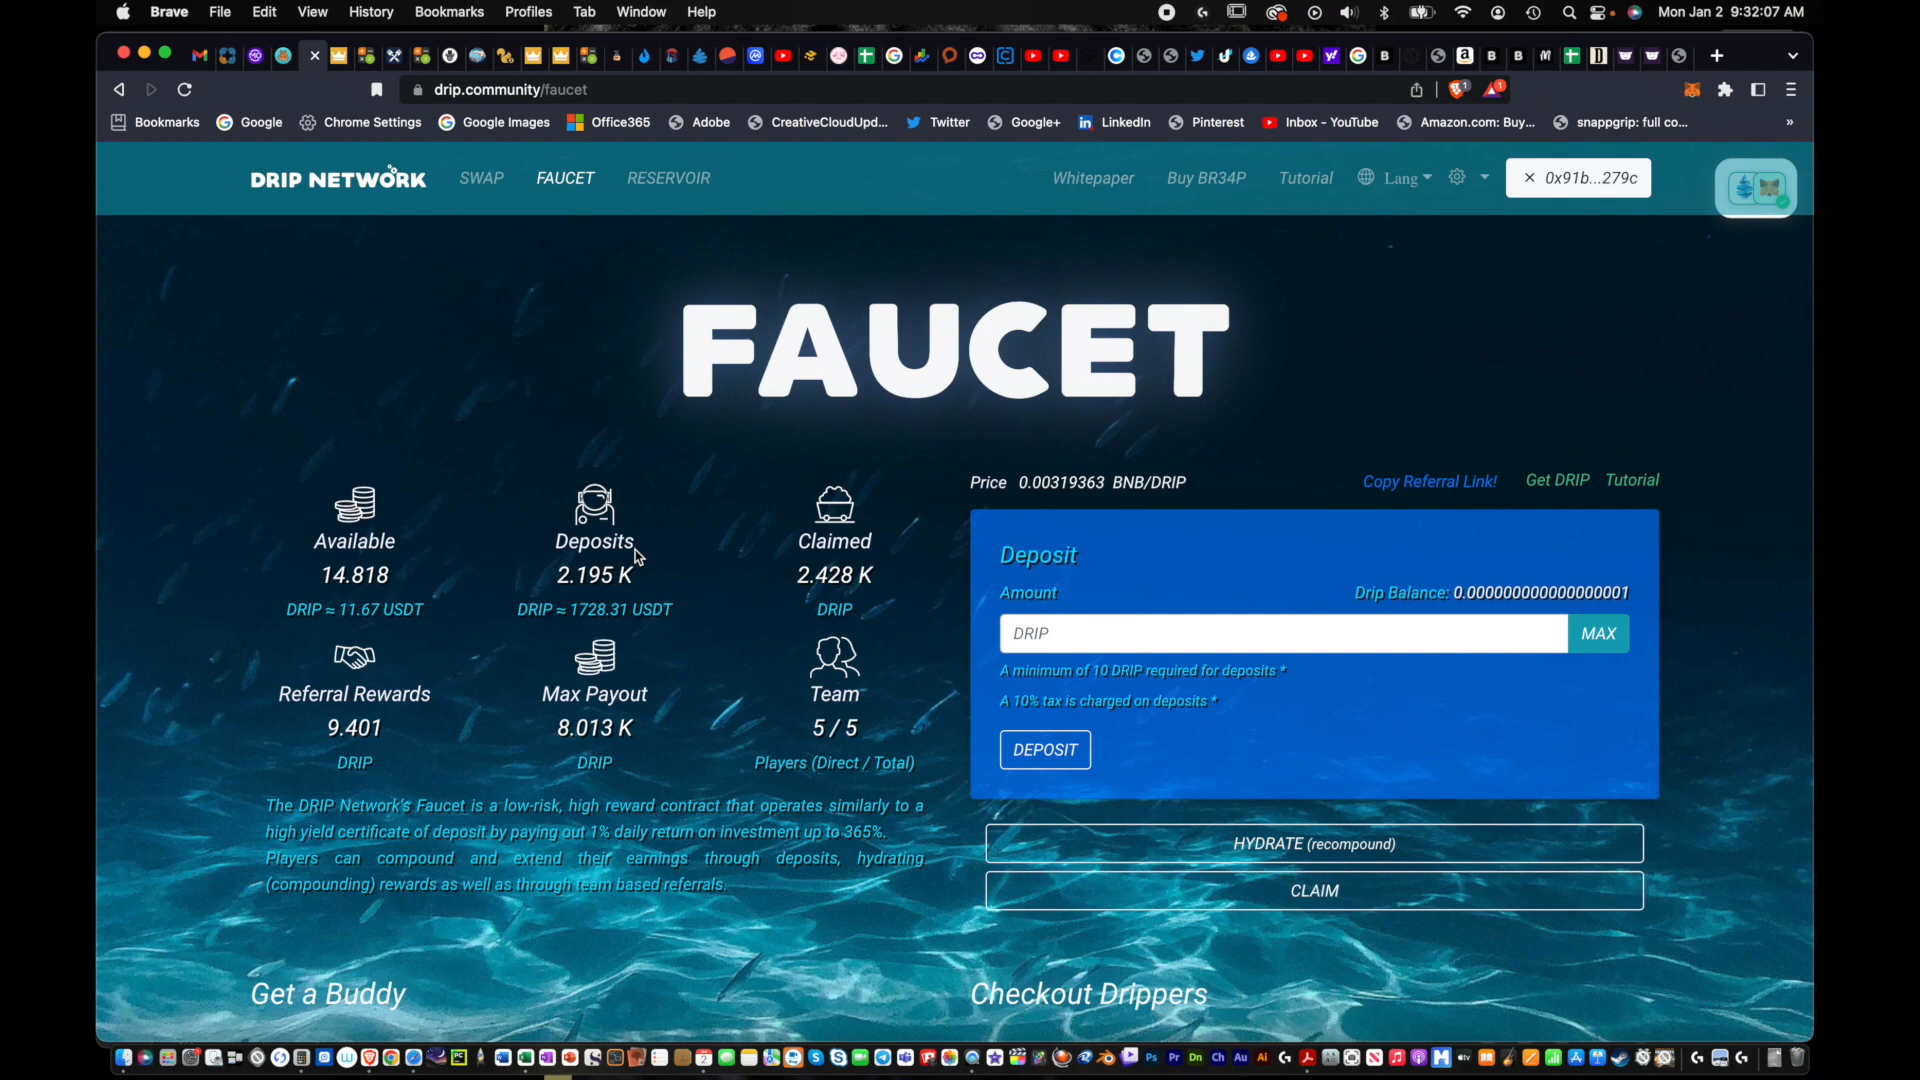 Brave File Edit View History Bookmarks Profiles Tab Window Help Mon Jan 2 9:32:07 AM
drip.community/faucet
Bookmarks Google Chrome Settings Google Images Office365 Adobe CreativeCloudUpd... Twitter Google+ LinkedIn Pinterest Inbox - YouTube Amazon.com: Buy... snappgrip: full co... »
DRIP NETWORK SWAP FAUCET RESERVOIR Whitepaper Buy BR34P Tutorial Lang × 0x91b...279c
FAUCET
Price 0.00319363 BNB/DRIP Copy Referral Link! Get DRIP Tutorial
Available Deposits Claimed
14.818 2.195 K 2.428 K
DRIP ≈ 11.67 USDT DRIP ≈ 1728.31 USDT DRIP
Referral Rewards Max Payout Team
9.401 8.013 K 5 / 5
DRIP DRIP Players (Direct / Total)
The DRIP Network's Faucet is a low-risk, high reward contract that operates similarly to a
high yield certificate of deposit by paying out 1% daily return on investment up to 365%.
Players can compound and extend their earnings through deposits, hydrating
(compounding) rewards as well as through team based referrals.
Deposit
Amount Drip Balance: 0.000000000000000001
DRIP MAX
A minimum of 10 DRIP required for deposits *
A 10% tax is charged on deposits *
DEPOSIT
HYDRATE (recompound)
CLAIM
Get a Buddy Checkout Drippers